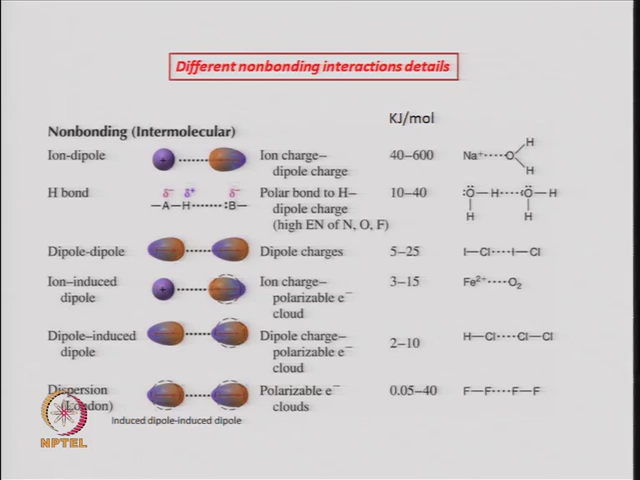 Different nonbonding interactions details
KJ/mol
Nonbonding (Intermolecular)
Ion-dipole
Ion charge–
dipole charge
40–600
Na⁺····O
H
H
H bond
δ⁻ δ⁺ δ⁻
—A—H·······:B—
Polar bond to H–
dipole charge
(high EN of N, O, F)
10–40
:Ö—H····:Ö—H
H H
Dipole-dipole
Dipole charges
5–25
I—Cl····I—Cl
Ion–induced
dipole
Ion charge–
polarizable e⁻
cloud
3–15
Fe²⁺····O₂
Dipole–induced
dipole
Dipole charge–
polarizable e⁻
cloud
2–10
H—Cl····Cl—Cl
Dispersion
(London)
Polarizable e⁻
clouds
0.05–40
F—F····F—F
Induced dipole-induced dipole
NPTEL